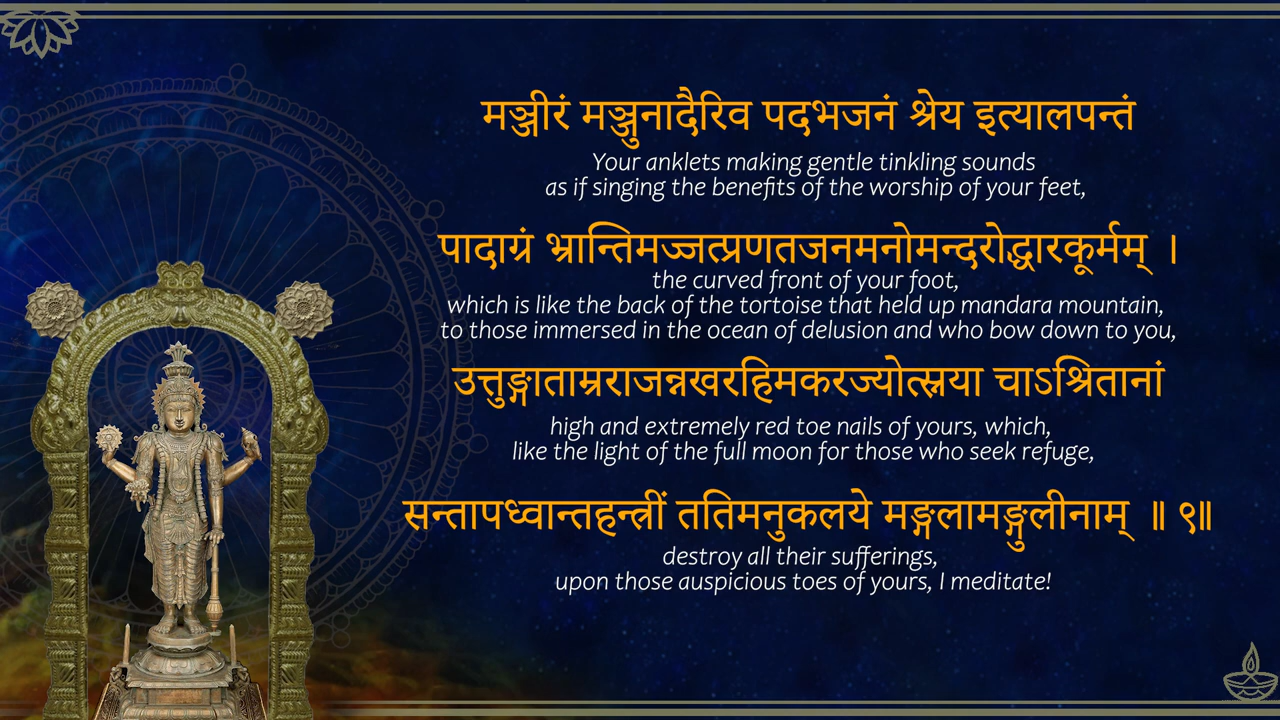 मञ्जीरं मञ्जुनादैरिव पदभजनं श्रेय इत्यालपन्तं
Your anklets making gentle tinkling sounds
as if singing the benefits of the worship of your feet,
पादाग्रं भ्रान्तिमज्जत्प्रणतजनमनोमन्दरोद्धारकूर्मम् ।
the curved front of your foot,
which is like the back of the tortoise that held up mandara mountain,
to those immersed in the ocean of delusion and who bow down to you,
उत्तुङ्गाताम्रराजन्नखरहिमकरज्योत्स्नया चाऽश्रितानां
high and extremely red toe nails of yours, which,
like the light of the full moon for those who seek refuge,
सन्तापध्वान्तहन्त्रीं ततिमनुकलये मङ्गलामङ्गुलीनाम् ॥ ९॥
destroy all their sufferings,
upon those auspicious toes of yours, I meditate!